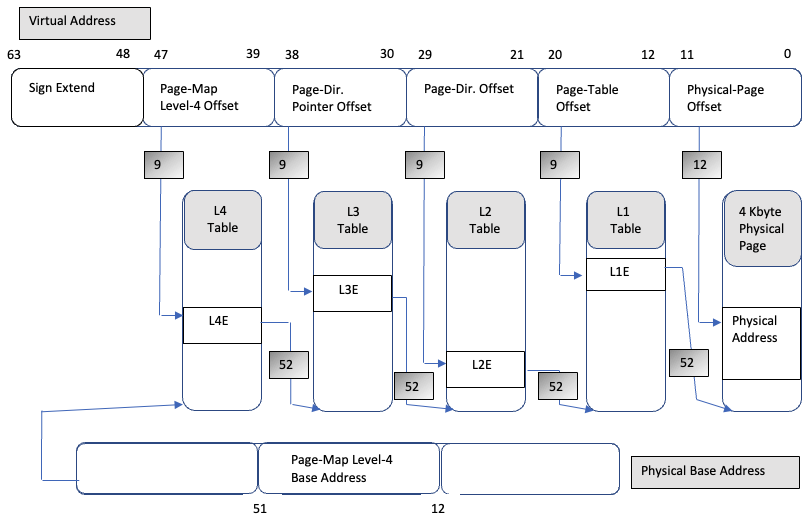 Virtual Address
63 48 47 39 38 30 29 21 20 12 11 0
Sign Extend
Page-Map
Level-4 Offset
Page-Dir.
Pointer Offset
Page-Dir. Offset
Page-Table
Offset
Physical-Page
Offset
9 9 9 9 12
L4
Table
L3
Table
L2
Table
L1
Table
4 Kbyte
Physical
Page
L1E
L3E
L4E
Physical
Address
L2E
52 52 52 52
Page-Map Level-4
Base Address
Physical Base Address
51 12